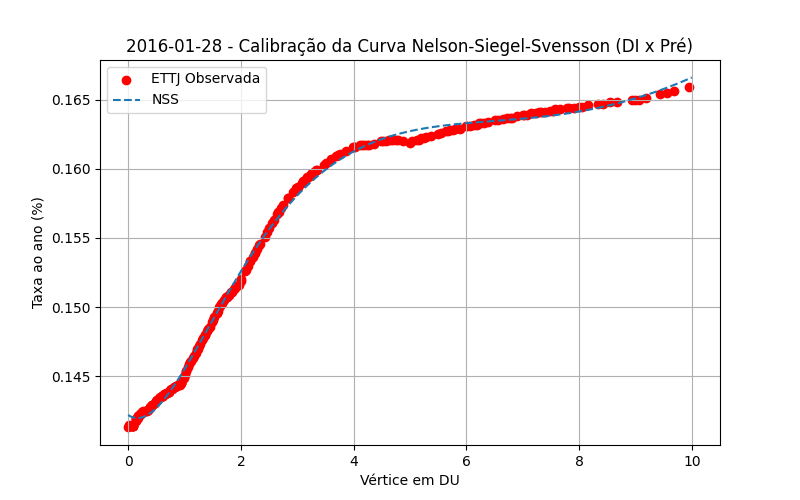 2016-01-28 - Calibração da Curva Nelson-Siegel-Svensson (DI x Pré)
ETTJ Observada
NSS
Taxa ao ano (%)
0.165
0.160
0.155
0.150
0.145
0 2 4 6 8 10
Vértice em DU